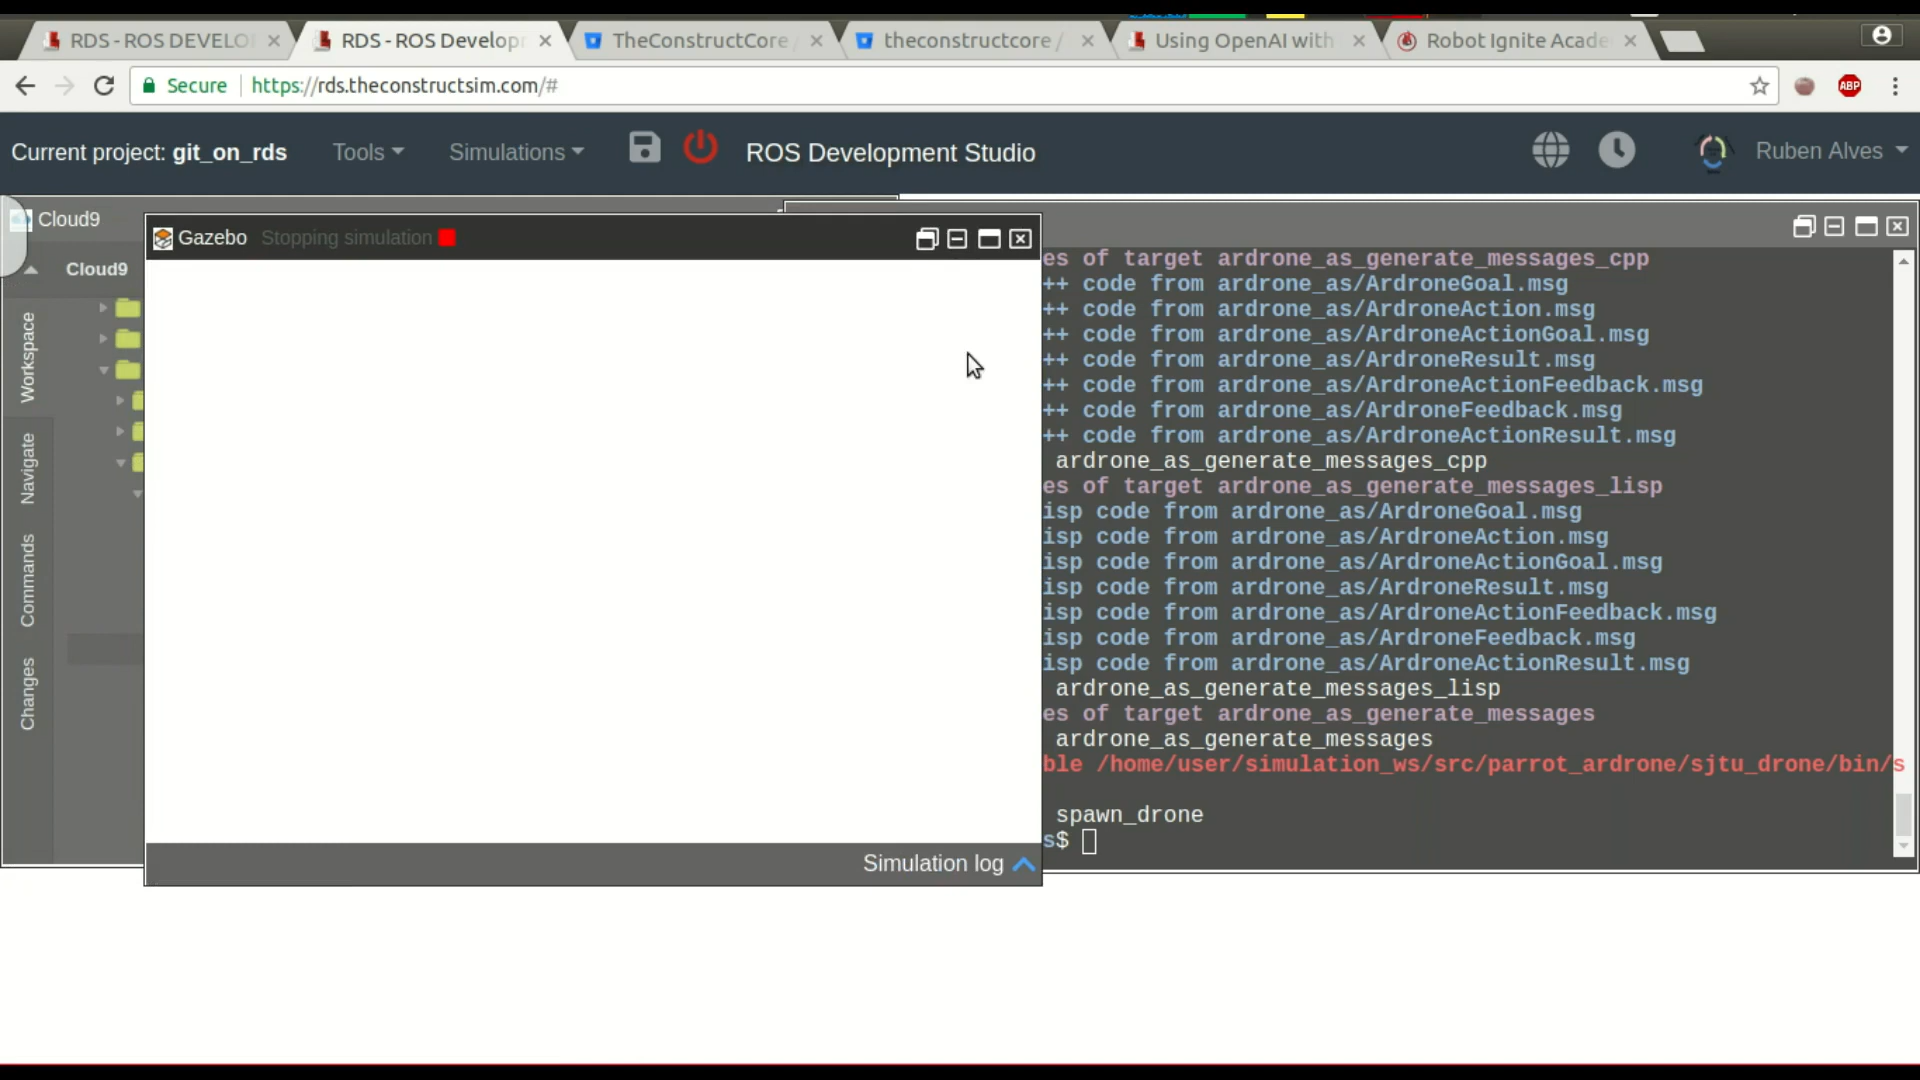 RDS - ROS DEVELO
RDS - ROS Develop
TheConstructCore
theconstructcore /
Using OpenAI with
Robot Ignite Acade
Secure
https://rds.theconstructsim.com/#
ABP
Current project: git_on_rds
Tools
Simulations
ROS Development Studio
Ruben Alves
Cloud9
Cloud9
Workspace
Navigate
Commands
Changes
Gazebo
Stopping simulation
Simulation log
es of target ardrone_as_generate_messages_cpp
++ code from ardrone_as/ArdroneGoal.msg
++ code from ardrone_as/ArdroneAction.msg
++ code from ardrone_as/ArdroneActionGoal.msg
++ code from ardrone_as/ArdroneResult.msg
++ code from ardrone_as/ArdroneActionFeedback.msg
++ code from ardrone_as/ArdroneFeedback.msg
++ code from ardrone_as/ArdroneActionResult.msg
ardrone_as_generate_messages_cpp
es of target ardrone_as_generate_messages_lisp
isp code from ardrone_as/ArdroneGoal.msg
isp code from ardrone_as/ArdroneAction.msg
isp code from ardrone_as/ArdroneActionGoal.msg
isp code from ardrone_as/ArdroneResult.msg
isp code from ardrone_as/ArdroneActionFeedback.msg
isp code from ardrone_as/ArdroneFeedback.msg
isp code from ardrone_as/ArdroneActionResult.msg
ardrone_as_generate_messages_lisp
es of target ardrone_as_generate_messages
ardrone_as_generate_messages
ble /home/user/simulation_ws/src/parrot_ardrone/sjtu_drone/bin/s
spawn_drone
s$